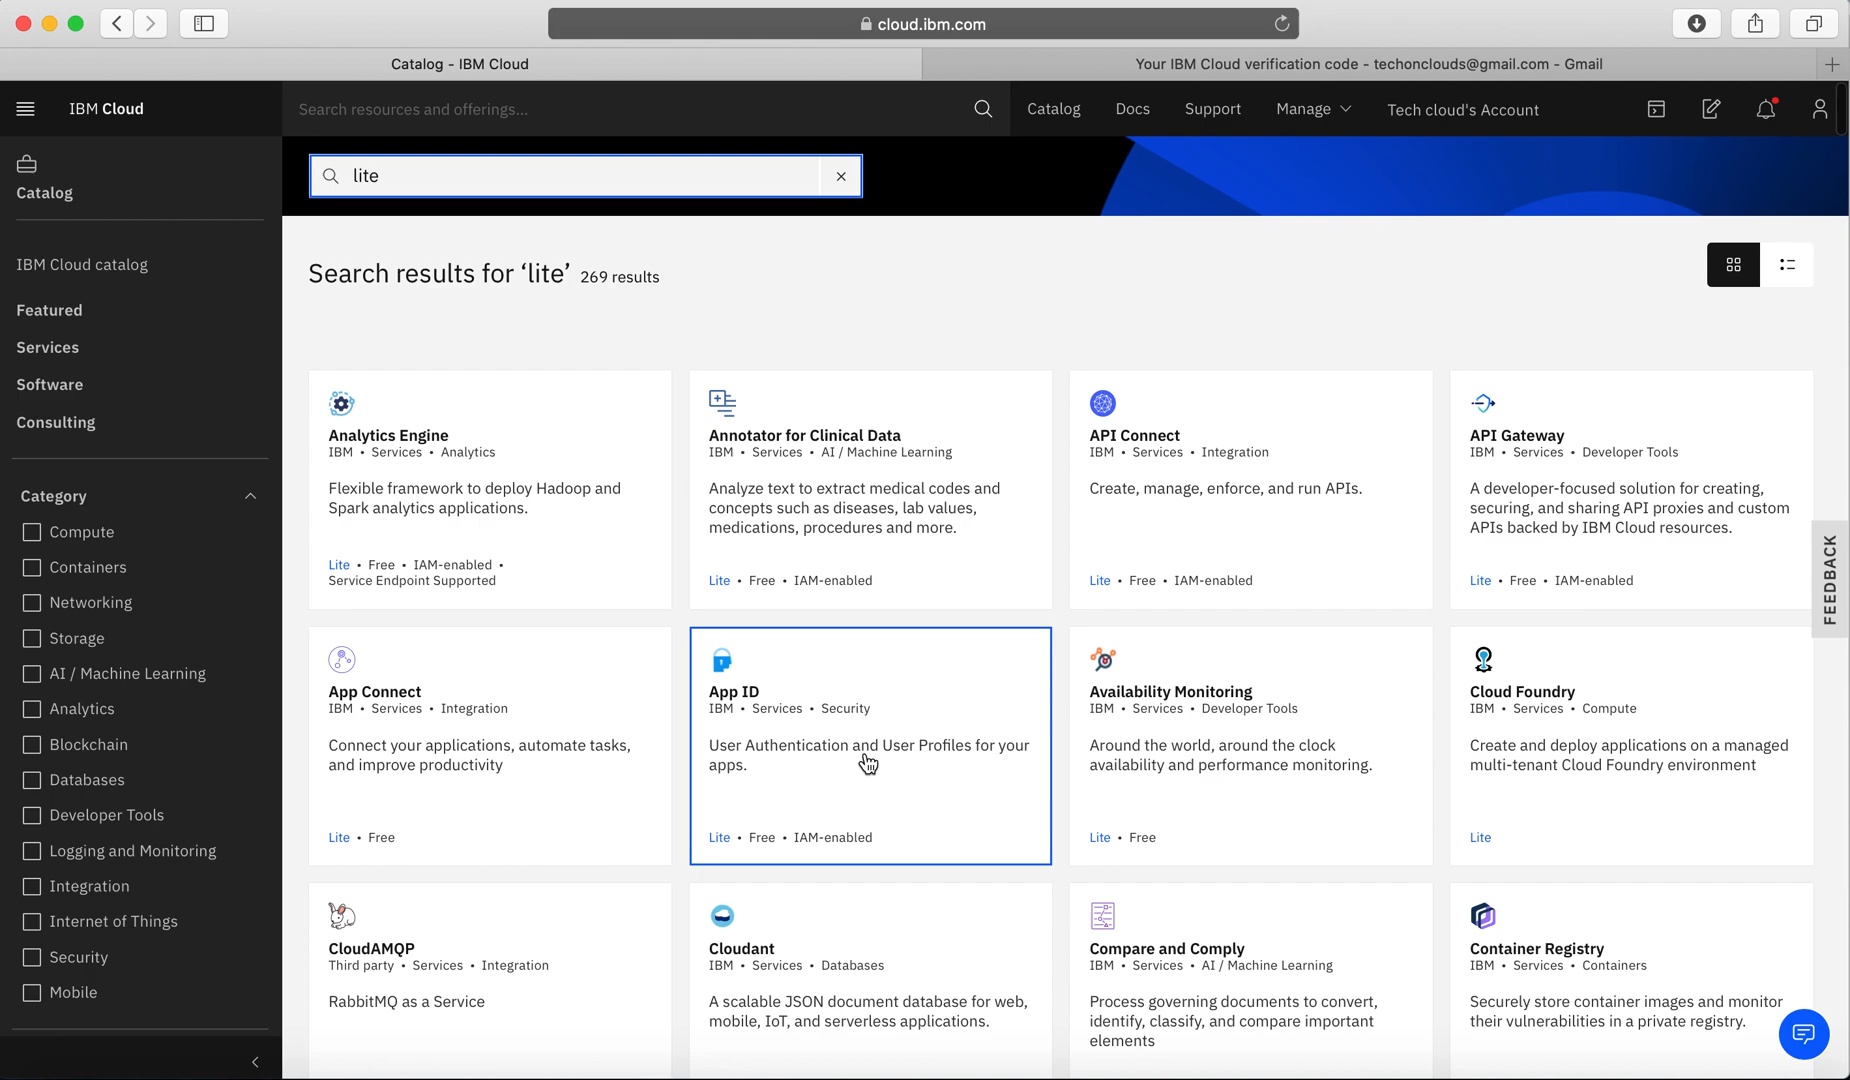 cloud.ibm.com
Catalog - IBM Cloud
Your IBM Cloud verification code - techonclouds@gmail.com - Gmail
IBM Cloud
Search resources and offerings...
Catalog
Docs
Support
Manage
Tech cloud's Account
Catalog
IBM Cloud catalog
Featured
Services
Software
Consulting
Category
Compute
Containers
Networking
Storage
AI / Machine Learning
Analytics
Blockchain
Databases
Developer Tools
Logging and Monitoring
Integration
Internet of Things
Security
Mobile
lite
Search results for ‘lite’ 269 results
Analytics Engine
IBM • Services • Analytics
Flexible framework to deploy Hadoop and
Spark analytics applications.
Lite • Free • IAM-enabled •
Service Endpoint Supported
Annotator for Clinical Data
IBM • Services • AI / Machine Learning
Analyze text to extract medical codes and
concepts such as diseases, lab values,
medications, procedures and more.
Lite • Free • IAM-enabled
API Connect
IBM • Services • Integration
Create, manage, enforce, and run APIs.
Lite • Free • IAM-enabled
API Gateway
IBM • Services • Developer Tools
A developer-focused solution for creating,
securing, and sharing API proxies and custom
APIs backed by IBM Cloud resources.
Lite • Free • IAM-enabled
App Connect
IBM • Services • Integration
Connect your applications, automate tasks,
and improve productivity
Lite • Free
App ID
IBM • Services • Security
User Authentication and User Profiles for your
apps.
Lite • Free • IAM-enabled
Availability Monitoring
IBM • Services • Developer Tools
Around the world, around the clock
availability and performance monitoring.
Lite • Free
Cloud Foundry
IBM • Services • Compute
Create and deploy applications on a managed
multi-tenant Cloud Foundry environment
Lite
CloudAMQP
Third party • Services • Integration
RabbitMQ as a Service
Cloudant
IBM • Services • Databases
A scalable JSON document database for web,
mobile, IoT, and serverless applications.
Compare and Comply
IBM • Services • AI / Machine Learning
Process governing documents to convert,
identify, classify, and compare important
elements
Container Registry
IBM • Services • Containers
Securely store container images and monitor
their vulnerabilities in a private registry.
FEEDBACK